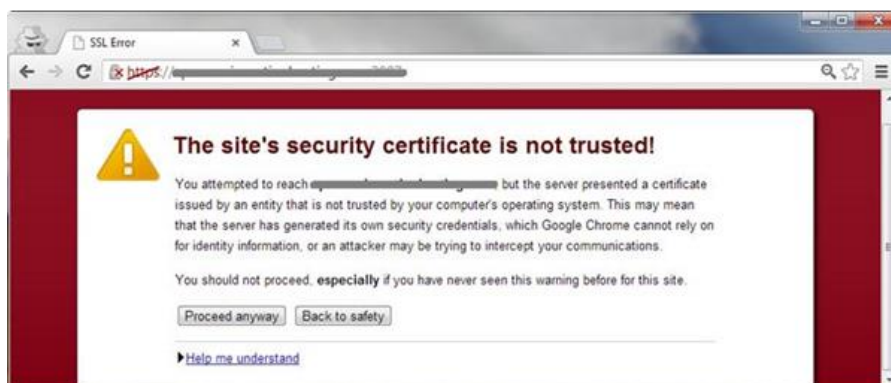 SSL Error
https://
The site's security certificate is not trusted!
You attempted to reach but the server presented a certificate
issued by an entity that is not trusted by your computer's operating system. This may mean
that the server has generated its own security credentials, which Google Chrome cannot rely on
for identity information, or an attacker may be trying to intercept your communications.
You should not proceed, especially if you have never seen this warning before for this site.
Proceed anyway Back to safety
Help me understand